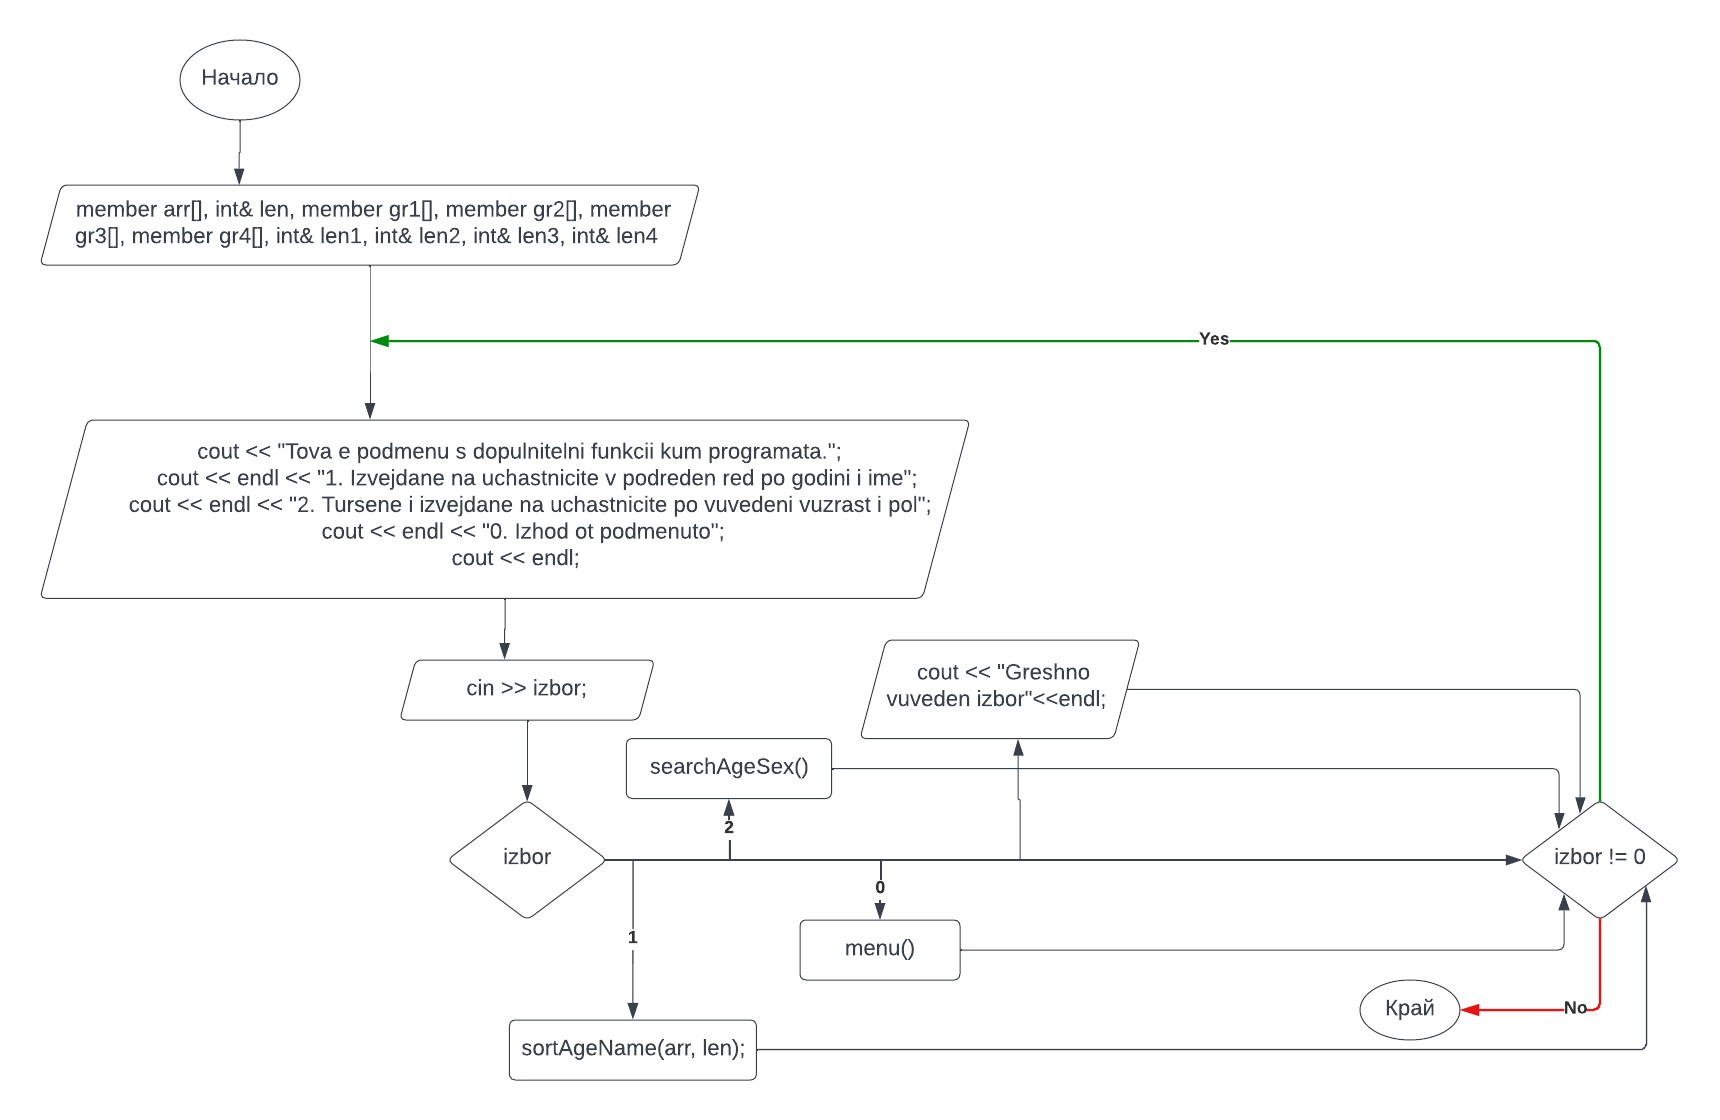 Начало
member arr[], int& len, member gr1[], member gr2[], member
gr3[], member gr4[], int& len1, int& len2, int& len3, int& len4
Yes
cout << "Tova e podmenu s dopulnitelni funkcii kum programata.";
cout << endl << "1. Izvejdane na uchastnicite v podreden red po godini i ime";
cout << endl << "2. Tursene i izvejdane na uchastnicite po vuvedeni vuzrast i pol";
cout << endl << "0. Izhod ot podmenuto";
cout << endl;
cin >> izbor;
cout << "Greshno
vuveden izbor"<<endl;
searchAgeSex()
2
izbor
izbor != 0
0
1
menu()
Край
No
sortAgeName(arr, len);